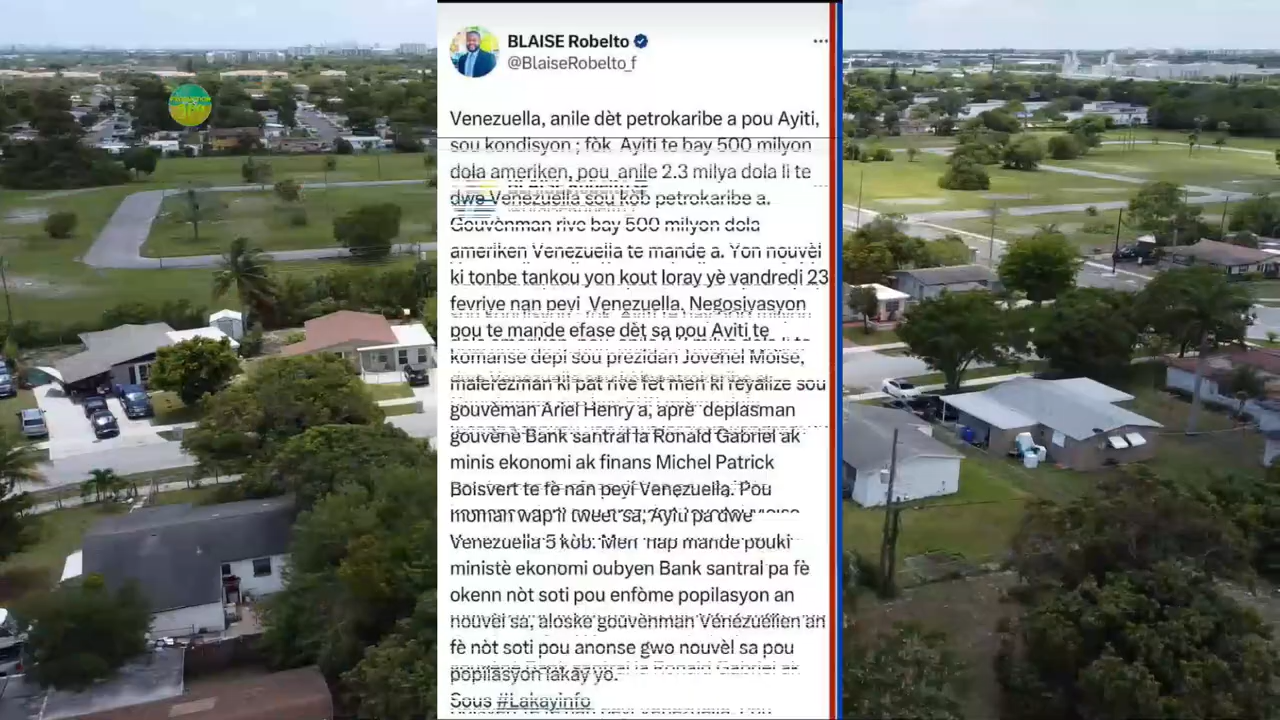 BLAISE Robelto
@BlaiseRobelto_f
Venezuella, anile dèt petrokaribe a pou Ayiti,
sou kondisyon ; fòk Ayiti te bay 500 milyon
dola ameriken, pou anile 2.3 milya dola li te
dwe Venezuella sou kòb petrokaribe a.
Gouvènman rive bay 500 milyon dola
ameriken Venezuella te mande a. Yon nouvèl
ki tonbe tankou yon kout loray yè vandredi 23
fevriye nan peyi Venezuella, Negosiyasyon
pou te mande efase dèt sa pou Ayiti te
komanse depi sou prezidan Jovenel Moïse,
malerezman ki pat rive fèt men ki reyalize sou
gouvèman Ariel Henry a, aprè deplasman
gouvènè Bank santral la Ronald Gabriel ak
minis ekonomi ak finans Michel Patrick
Boisvert te fè nan peyi Venezuella. Pou
moman wap li tweet sa, Ayiti pa dwe
Venezuella 5 kòb. Men nap mande pouki
ministè ekonomi oubyen Bank santral pa fè
okenn nòt soti pou enfòme popilasyon an
nouvèl sa, aloske gouvènman Vénézuélien an
fè nòt soti pou anonse gwo nouvèl sa pou
popilasyon lakay yo.
Sous #Lakayinfo